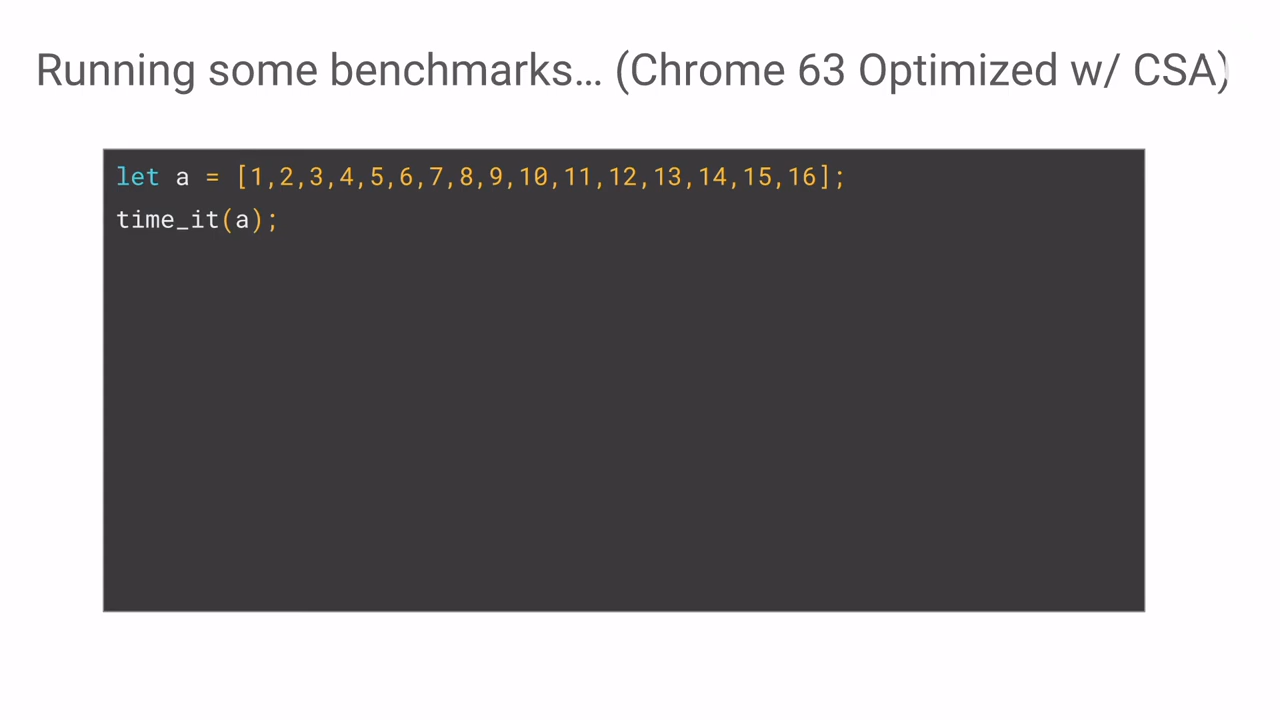 Running some benchmarks… (Chrome 63 Optimized w/ CSA)
let a = [1,2,3,4,5,6,7,8,9,10,11,12,13,14,15,16];
time_it(a);